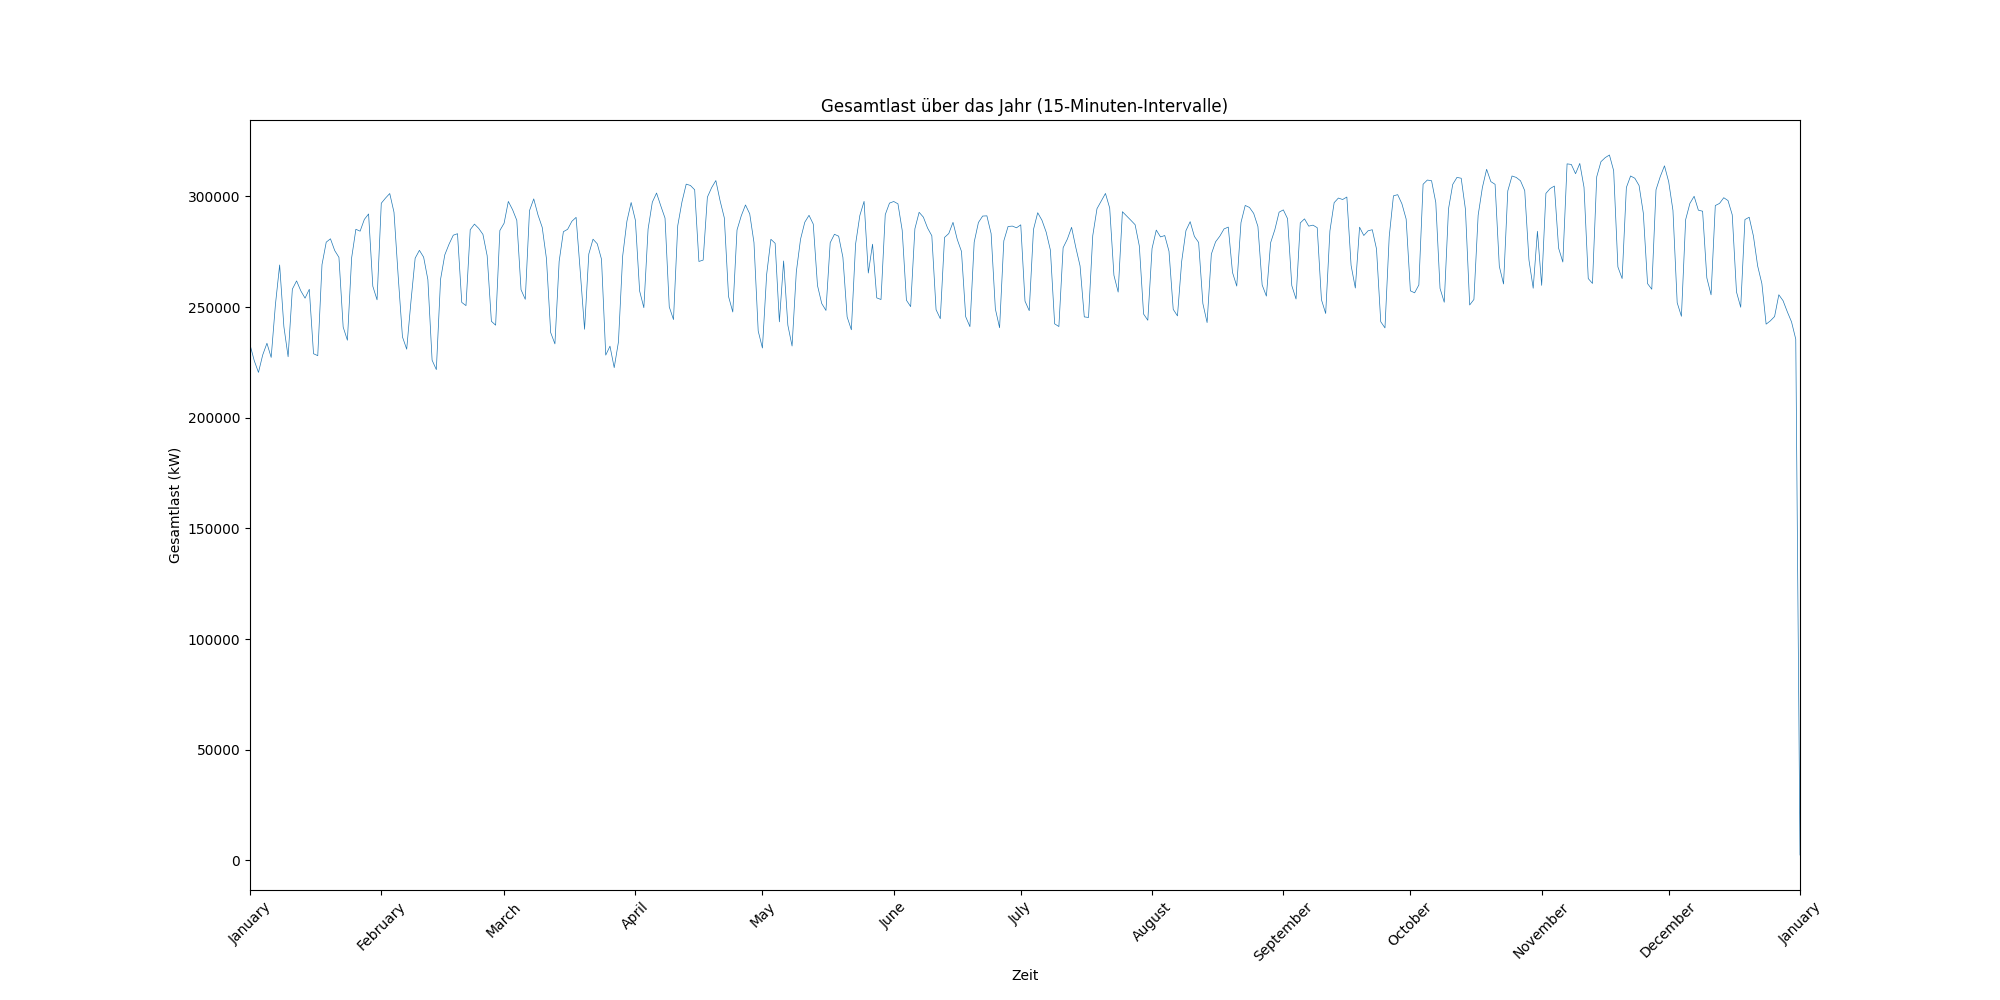 Gesamtlast über das Jahr (15-Minuten-Intervalle)
Gesamtlast (kW)
300000
250000
200000
150000
100000
50000
0
January
February
March
April
May
June
July
August
September
October
November
December
January
Zeit